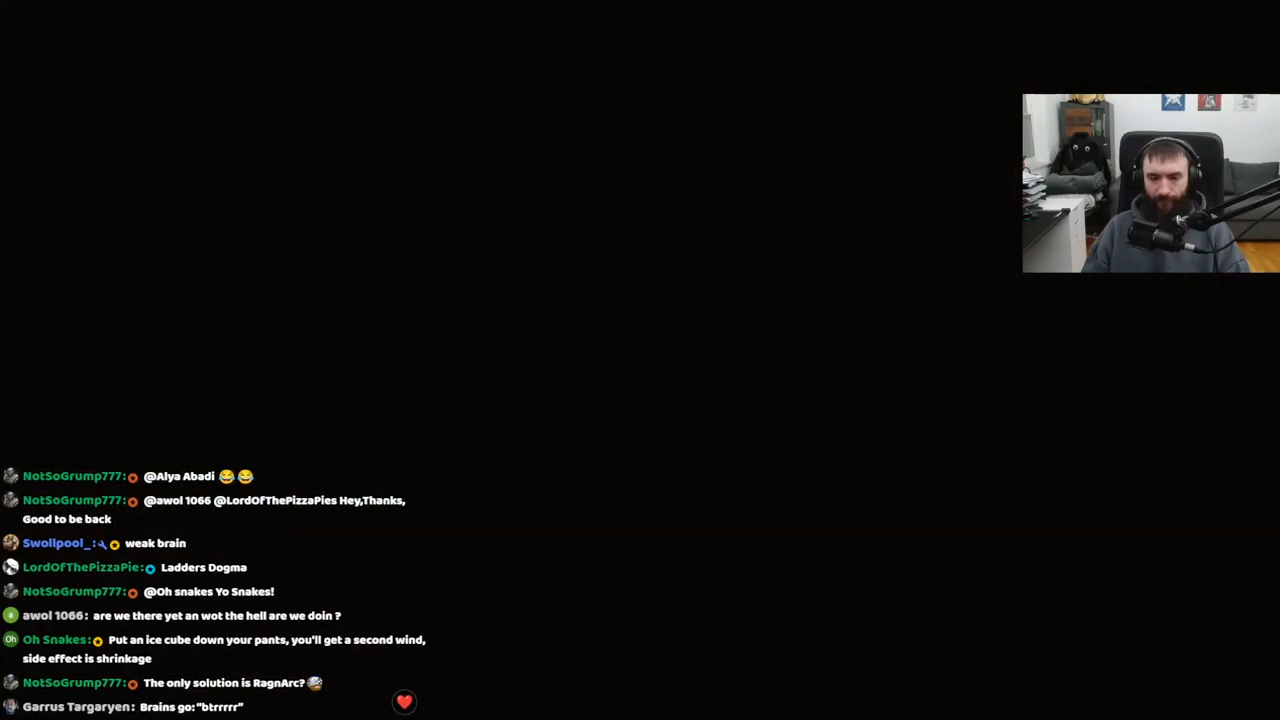 NotSoGrump777: @Alya Abadi 😂 😂
NotSoGrump777: @awol 1066 @LordOfThePizzaPies Hey,Thanks,
Good to be back
Swollpool_: weak brain
LordOfThePizzaPie: Ladders Dogma
NotSoGrump777: @Oh snakes Yo Snakes!
a
awol 1066: are we there yet an wot the hell are we doin ?
Oh
Oh Snakes: Put an ice cube down your pants, you'll get a second wind,
side effect is shrinkage
NotSoGrump777: The only solution is RagnArc?
Garrus Targaryen: Brains go: “btrrrrr”